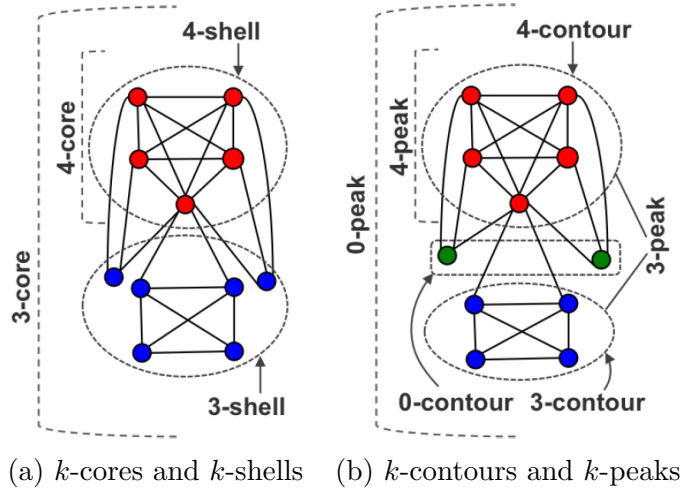 4-shell
4-core
3-core
3-shell
4-contour
4-peak
0-peak
3-peak
0-contour 3-contour
(a) k-cores and k-shells
(b) k-contours and k-peaks